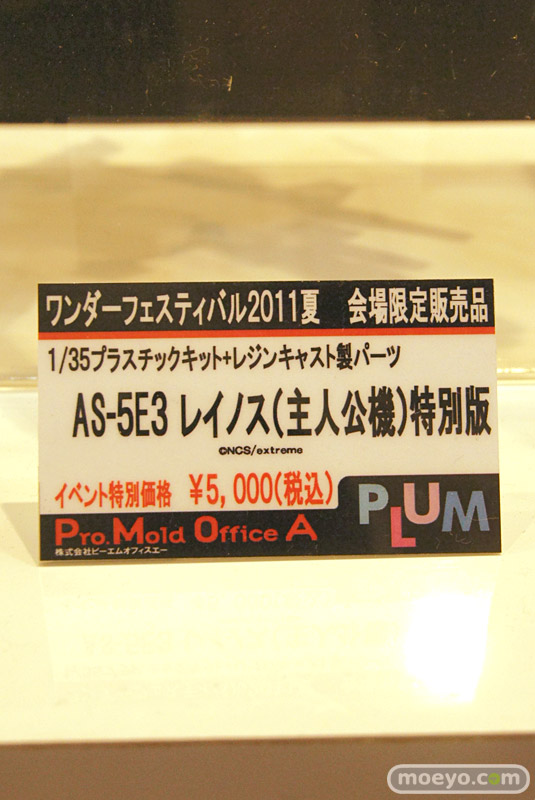 ワンダーフェスティバル2011夏　会場限定販売品
1/35プラスチックキット+レジンキャスト製パーツ
AS-5E3 レイノス(主人公機)特別版
©NCS/extreme
イベント特別価格 ¥5,000(税込)
PLUM
Pro.Mold Office A
株式会社ピーエムオフィスエー
moeyo.com